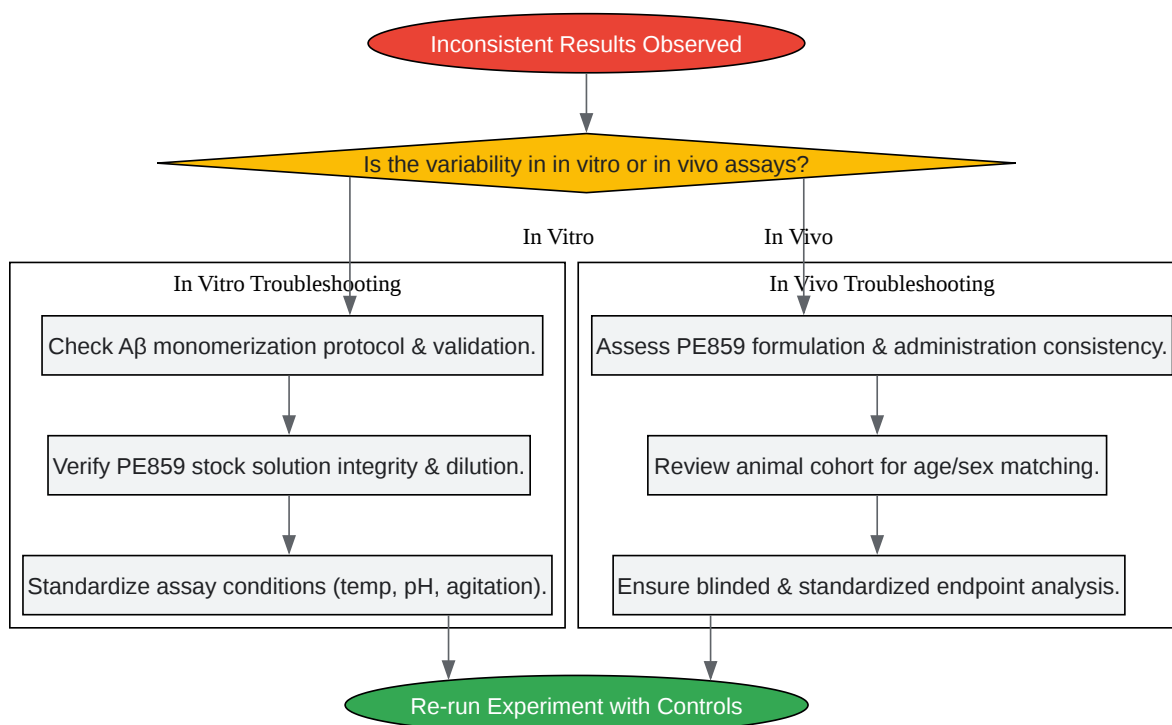 Inconsistent Results Observed
Is the variability in in vitro or in vivo assays?
In Vitro
In Vivo
In Vitro Troubleshooting
Check Aβ monomerization protocol & validation.
Verify PE859 stock solution integrity & dilution.
Standardize assay conditions (temp, pH, agitation).
In Vivo Troubleshooting
Assess PE859 formulation & administration consistency.
Review animal cohort for age/sex matching.
Ensure blinded & standardized endpoint analysis.
Re-run Experiment with Controls